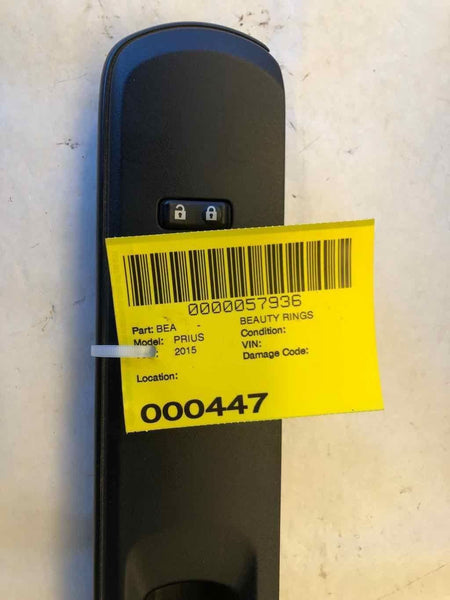 0000057936
Part: BEA - BEAUTY RINGS
Model: PRIUS Condition:
2015 VIN:
Damage Code:
Location:
000447